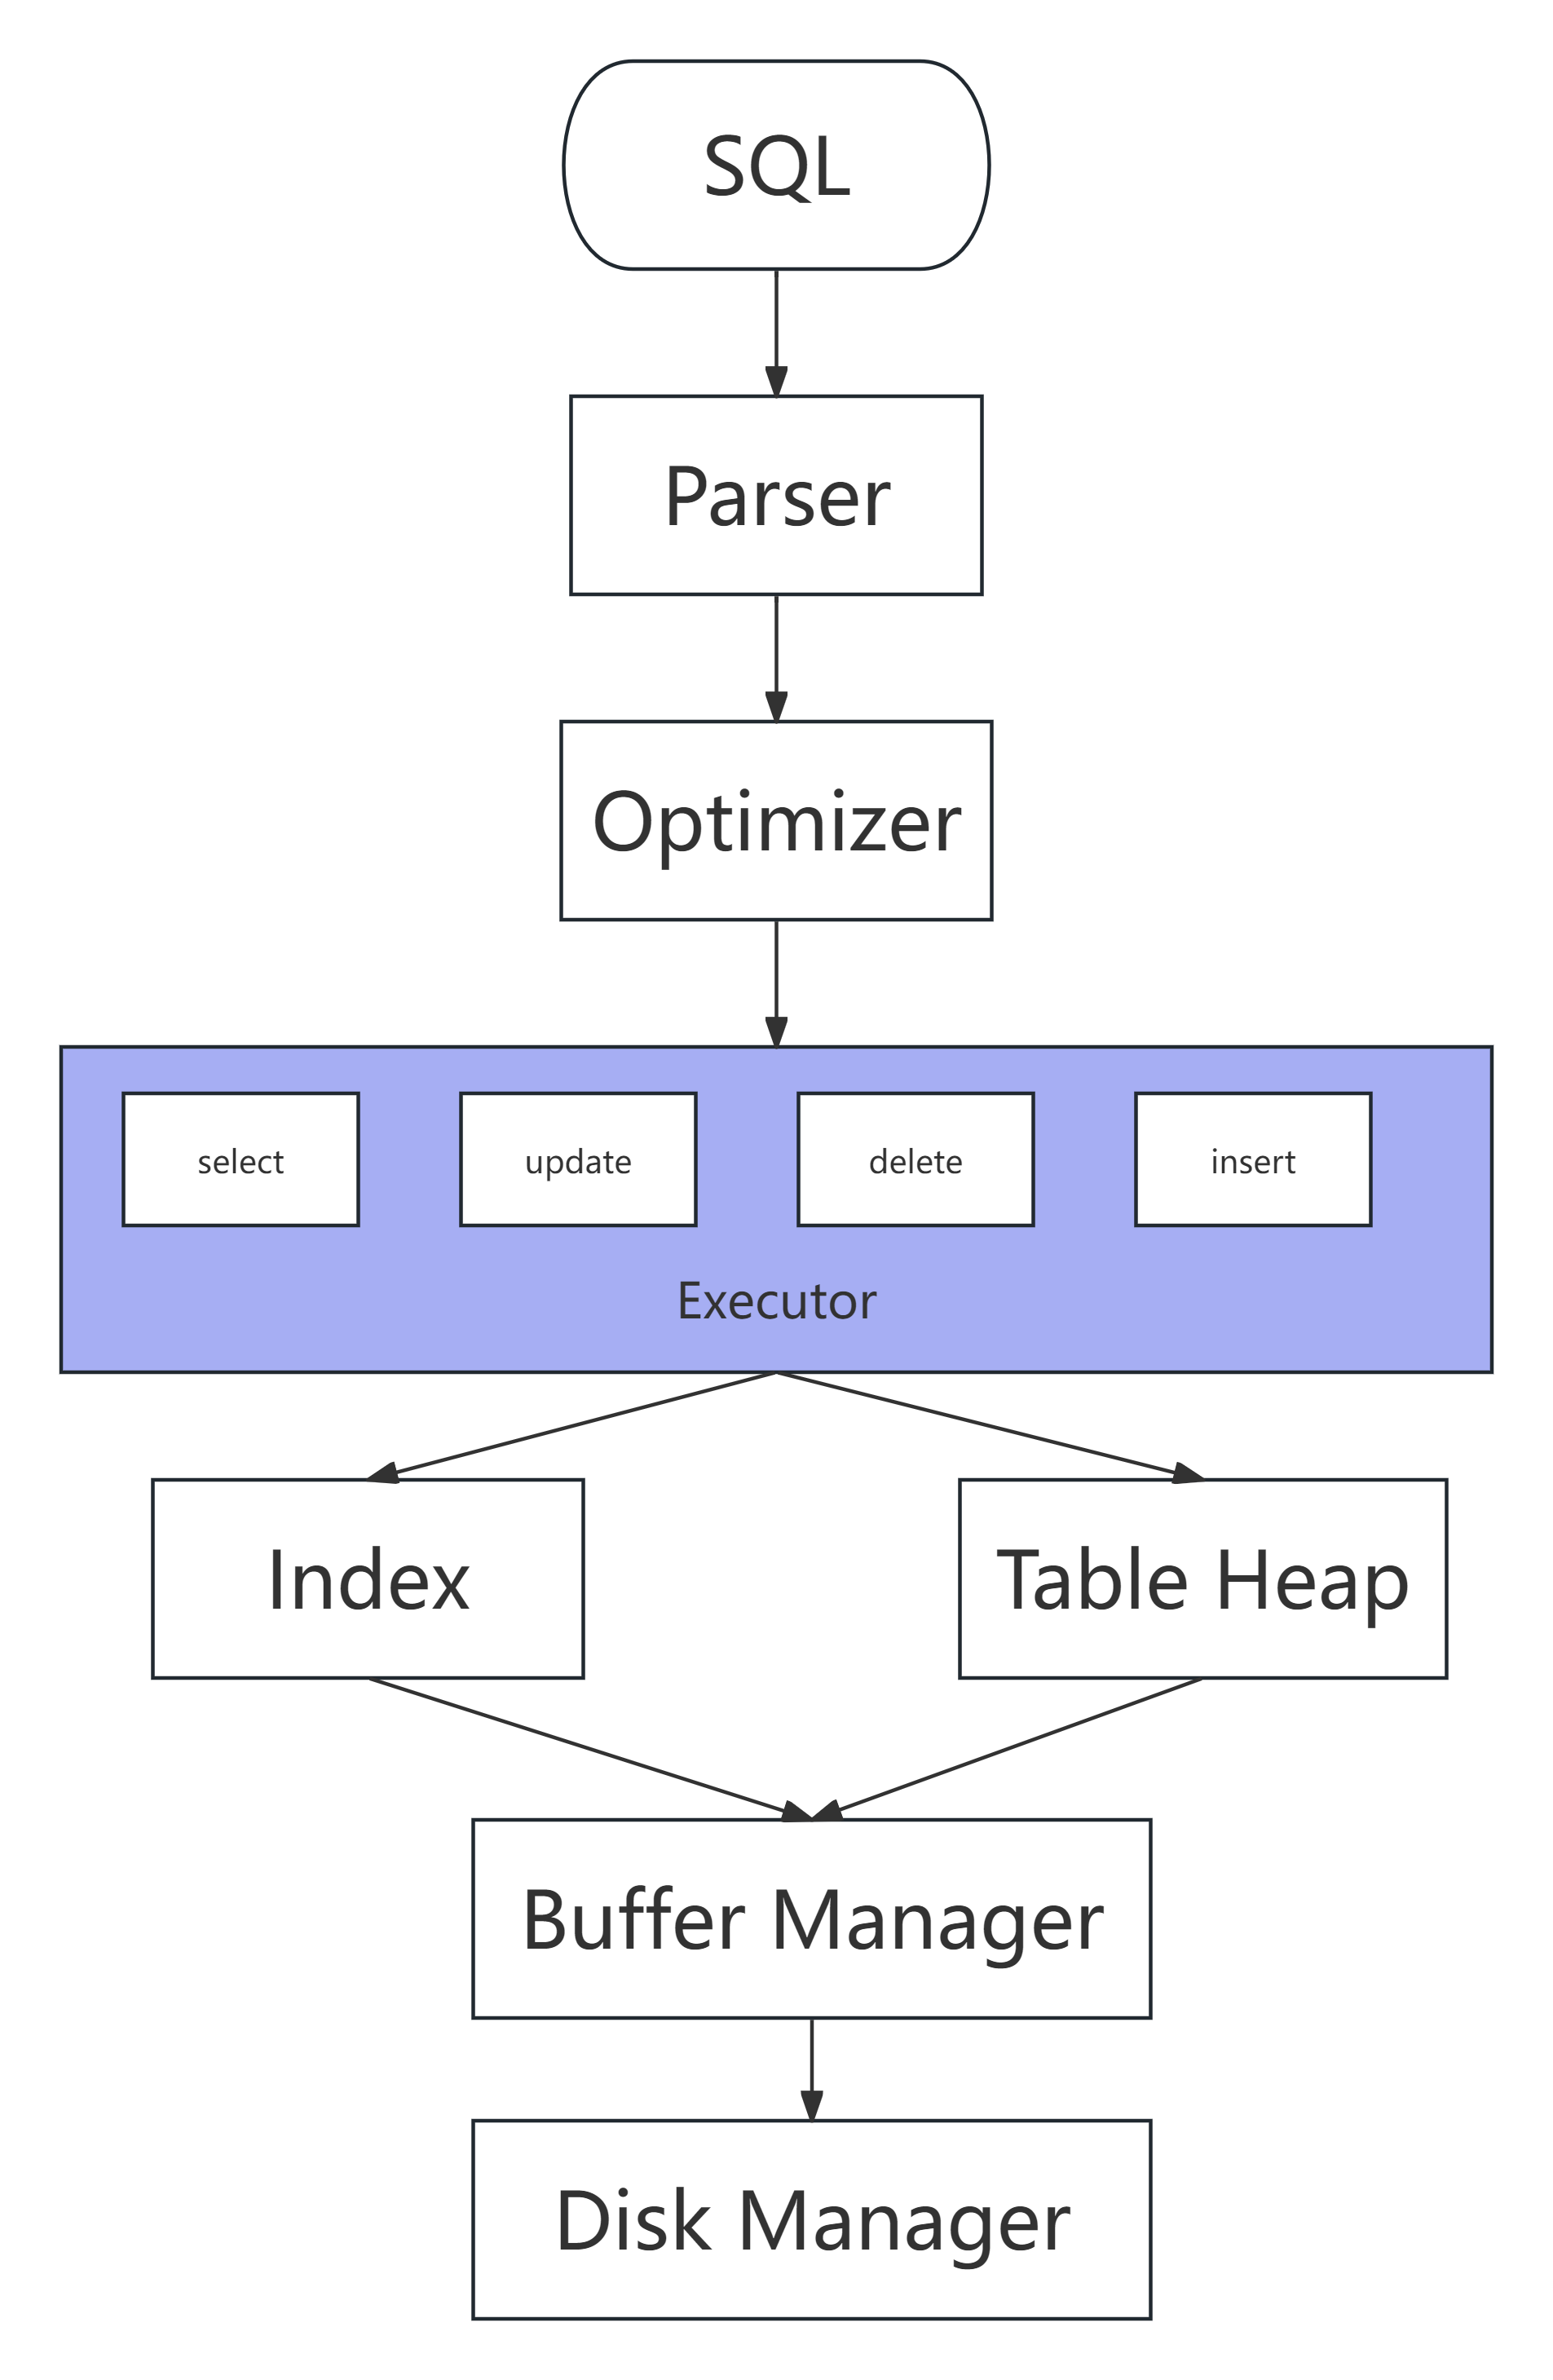 SQL
Parser
Optimizer
select update delete insert
Executor
Index Table Heap
Buffer Manager
Disk Manager